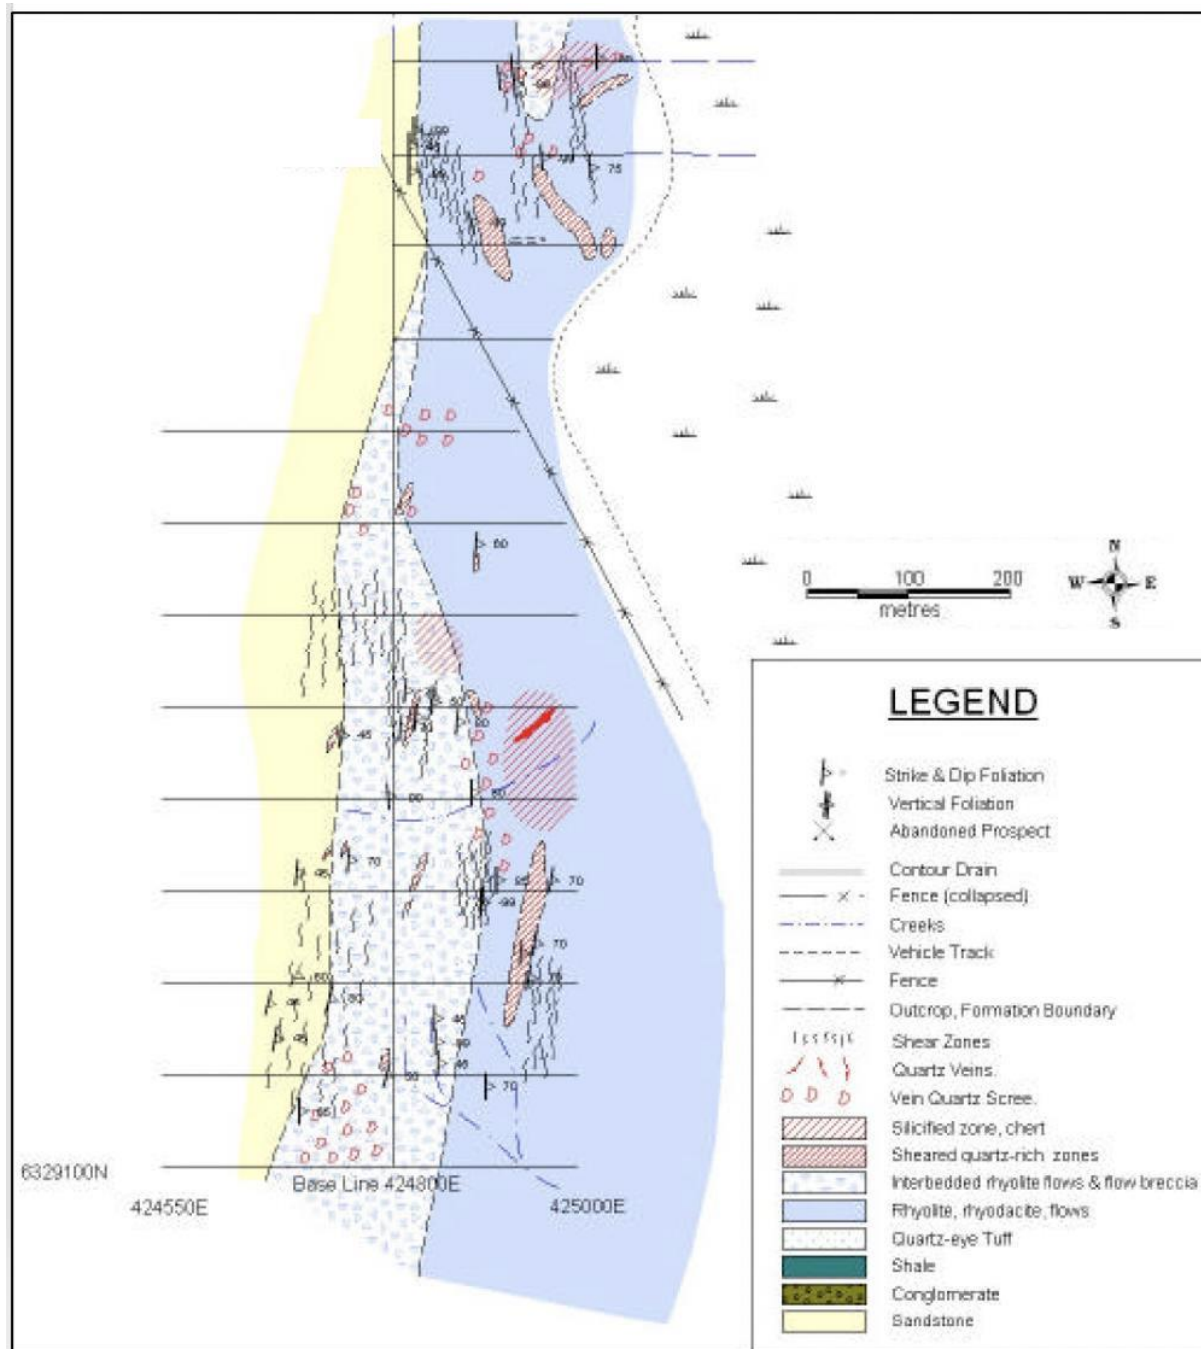 75
60
N
W E
S
0 100 200
metres
LEGEND
Strike & Dip Foliation
Vertical Foliation
Abandoned Prospect
Contour Drain
Fence (collapsed)
Creeks
Vehicle Track
Fence
Outcrop, Formation Boundary
Shear Zones
Quartz Veins.
Vein Quartz Scree.
Silicified zone, chert
Sheared quartz-rich zones
Interbedded rhyolite flows & flow breccia
Rhyolite, rhyodacite, flows
Quartz-eye Tuff
Shale
Conglomerate
Sandstone
45
70
70
70
70
6329100N
Base Line 424800E
424550E
425000E